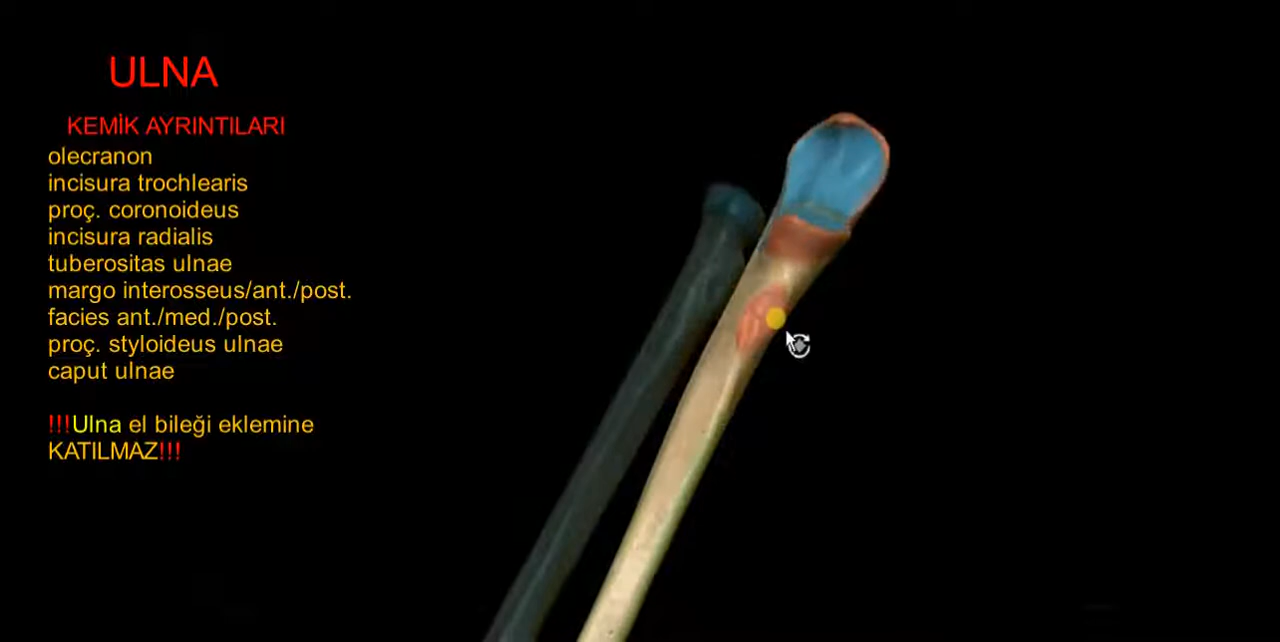 ULNA
KEMİK AYRINTILARI
olecranon
incisura trochlearis
proç. coronoideus
incisura radialis
tuberositas ulnae
margo interosseus/ant./post.
facies ant./med./post.
proç. styloideus ulnae
caput ulnae
!!!Ulna el bileği eklemine
KATILMAZ!!!